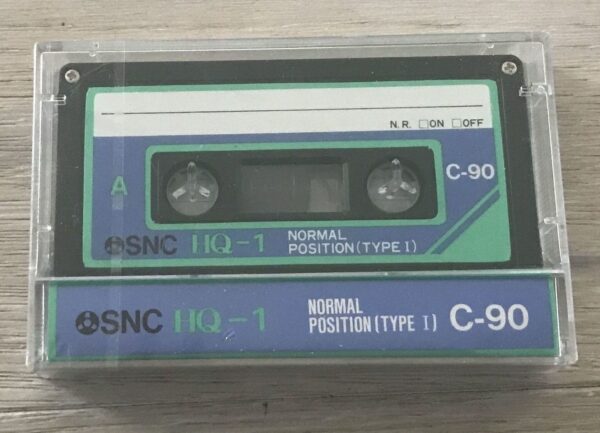 N.R. □ON □OFF
A
C-90
SNC HQ-1
NORMAL
POSITION(TYPE I)
SNC HQ-1
NORMAL
POSITION(TYPE I)
C-90